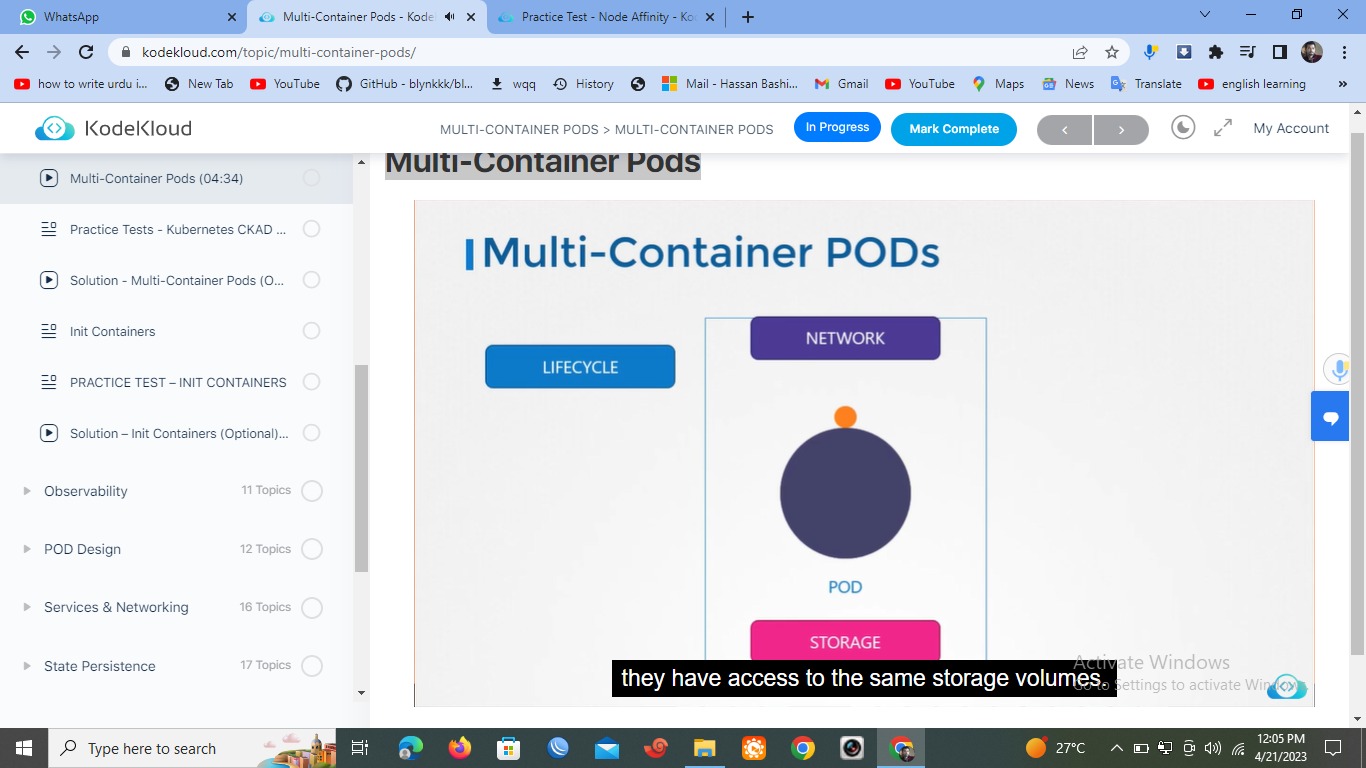 WhatsApp
Multi-Container Pods - Kodek
Practice Test - Node Affinity - Ko
kodekloud.com/topic/multi-container-pods/
how to write urdu i...
New Tab
YouTube
GitHub - blynkkk/bl...
wqq
History
Mail - Hassan Bashi...
Gmail
YouTube
Maps
News
Translate
english learning
»
KodeKloud
MULTI-CONTAINER PODS > MULTI-CONTAINER PODS
In Progress
Mark Complete
My Account
Multi-Container Pods (04:34)
Practice Tests - Kubernetes CKAD ...
Solution - Multi-Container Pods (O...
Init Containers
PRACTICE TEST – INIT CONTAINERS
Solution – Init Containers (Optional)...
Observability 11 Topics
POD Design 12 Topics
Services & Networking 16 Topics
State Persistence 17 Topics
Multi-Container Pods
Multi-Container PODs
NETWORK
LIFECYCLE
POD
STORAGE
they have access to the same storage volumes.
Activate Windows
Go to Settings to activate Windows.
Type here to search
27°C
12:05 PM
4/21/2023